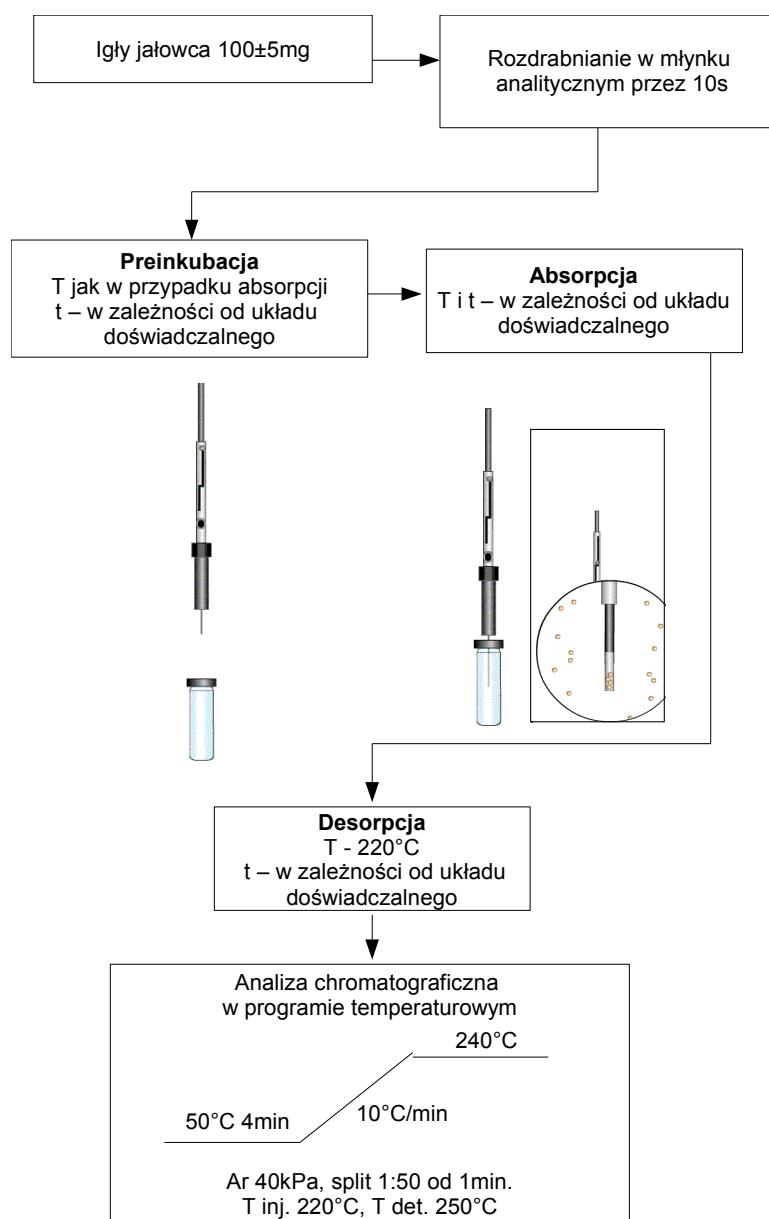 Igły jałowca 100±5mg
Rozdrabnianie w młynku
analitycznym przez 10s
Preinkubacja
T jak w przypadku absorpcji
t – w zależności od układu
doświadczalnego
Absorpcja
T i t – w zależności od układu
doświadczalnego
Desorpcja
T - 220°C
t – w zależności od układu
doświadczalnego
Analiza chromatograficzna
w programie temperaturowym
240°C
50°C 4min
10°C/min
Ar 40kPa, split 1:50 od 1min.
T inj. 220°C, T det. 250°C